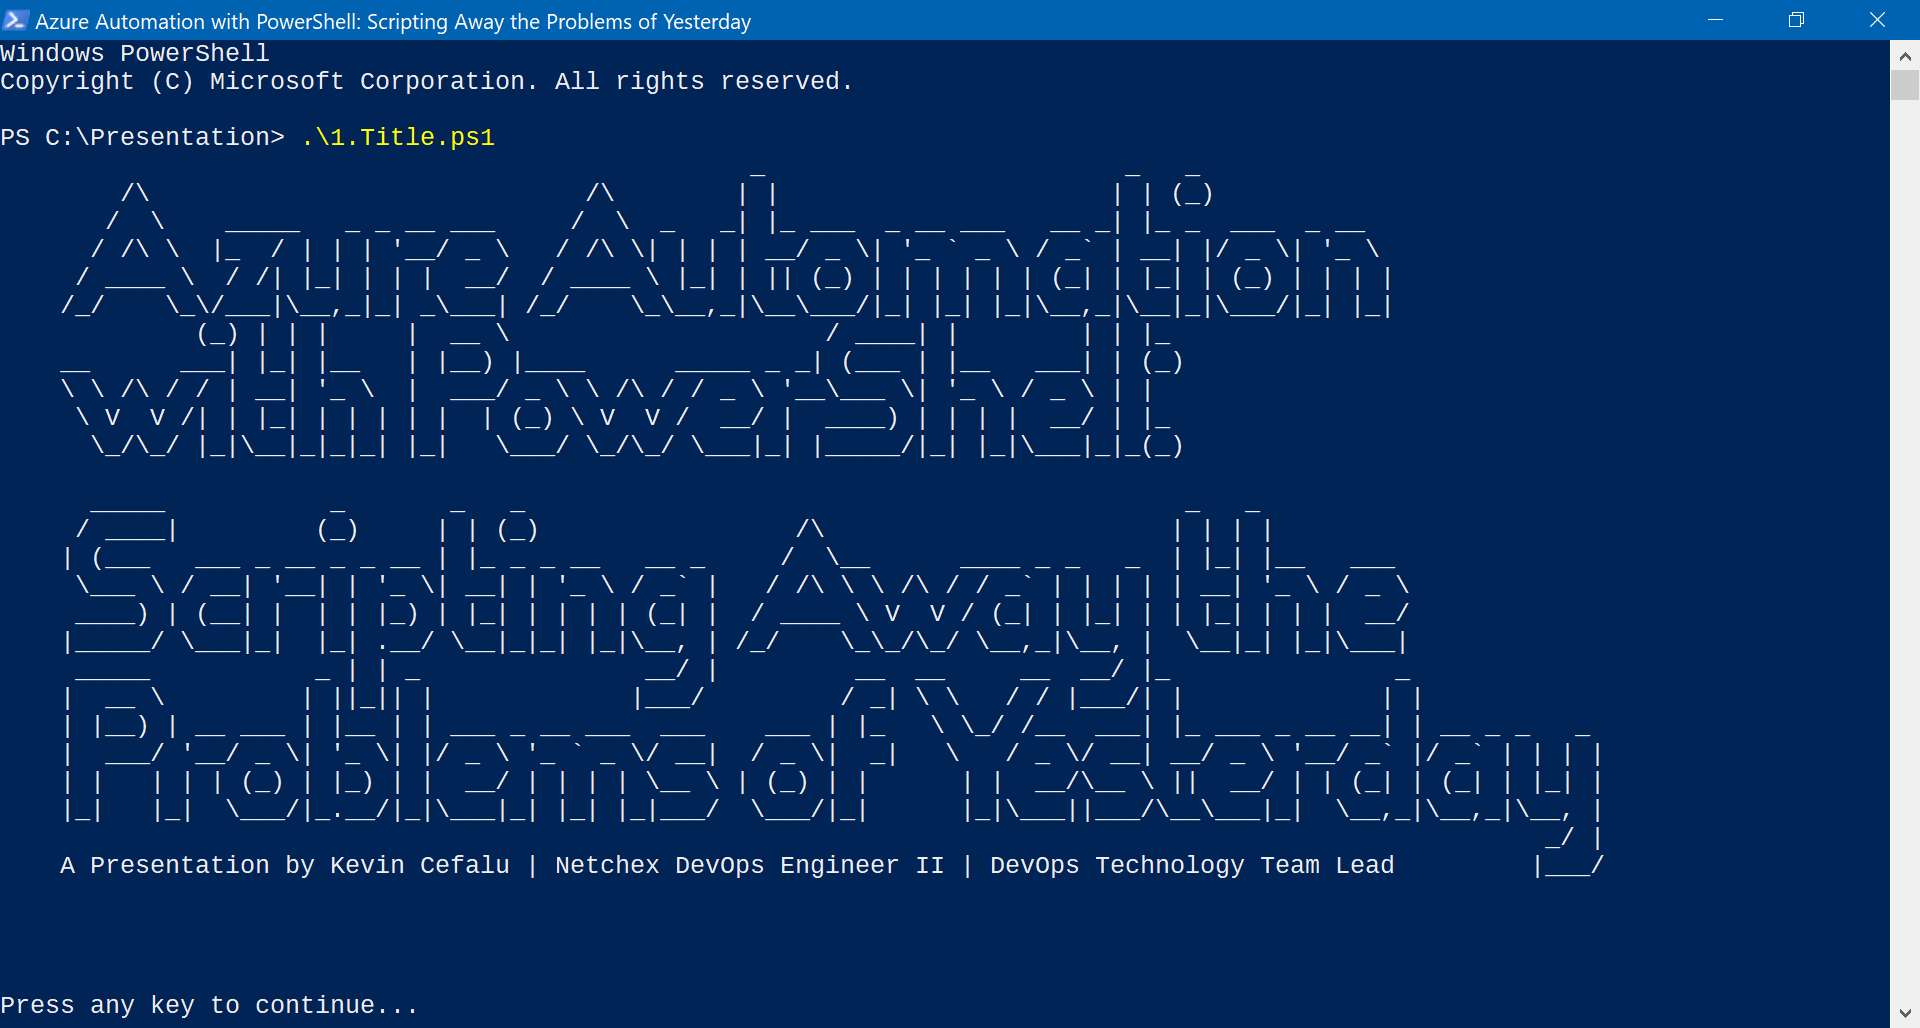 Azure Automation with PowerShell: Scripting Away the Problems of Yesterday
Windows PowerShell
Copyright (C) Microsoft Corporation. All rights reserved.
PS C:\Presentation> .\1.Title.ps1
Azure Automation
with PowerShell:
Scripting Away the
Problems of Yesterday
A Presentation by Kevin Cefalu | Netchex DevOps Engineer II | DevOps Technology Team Lead
Press any key to continue...